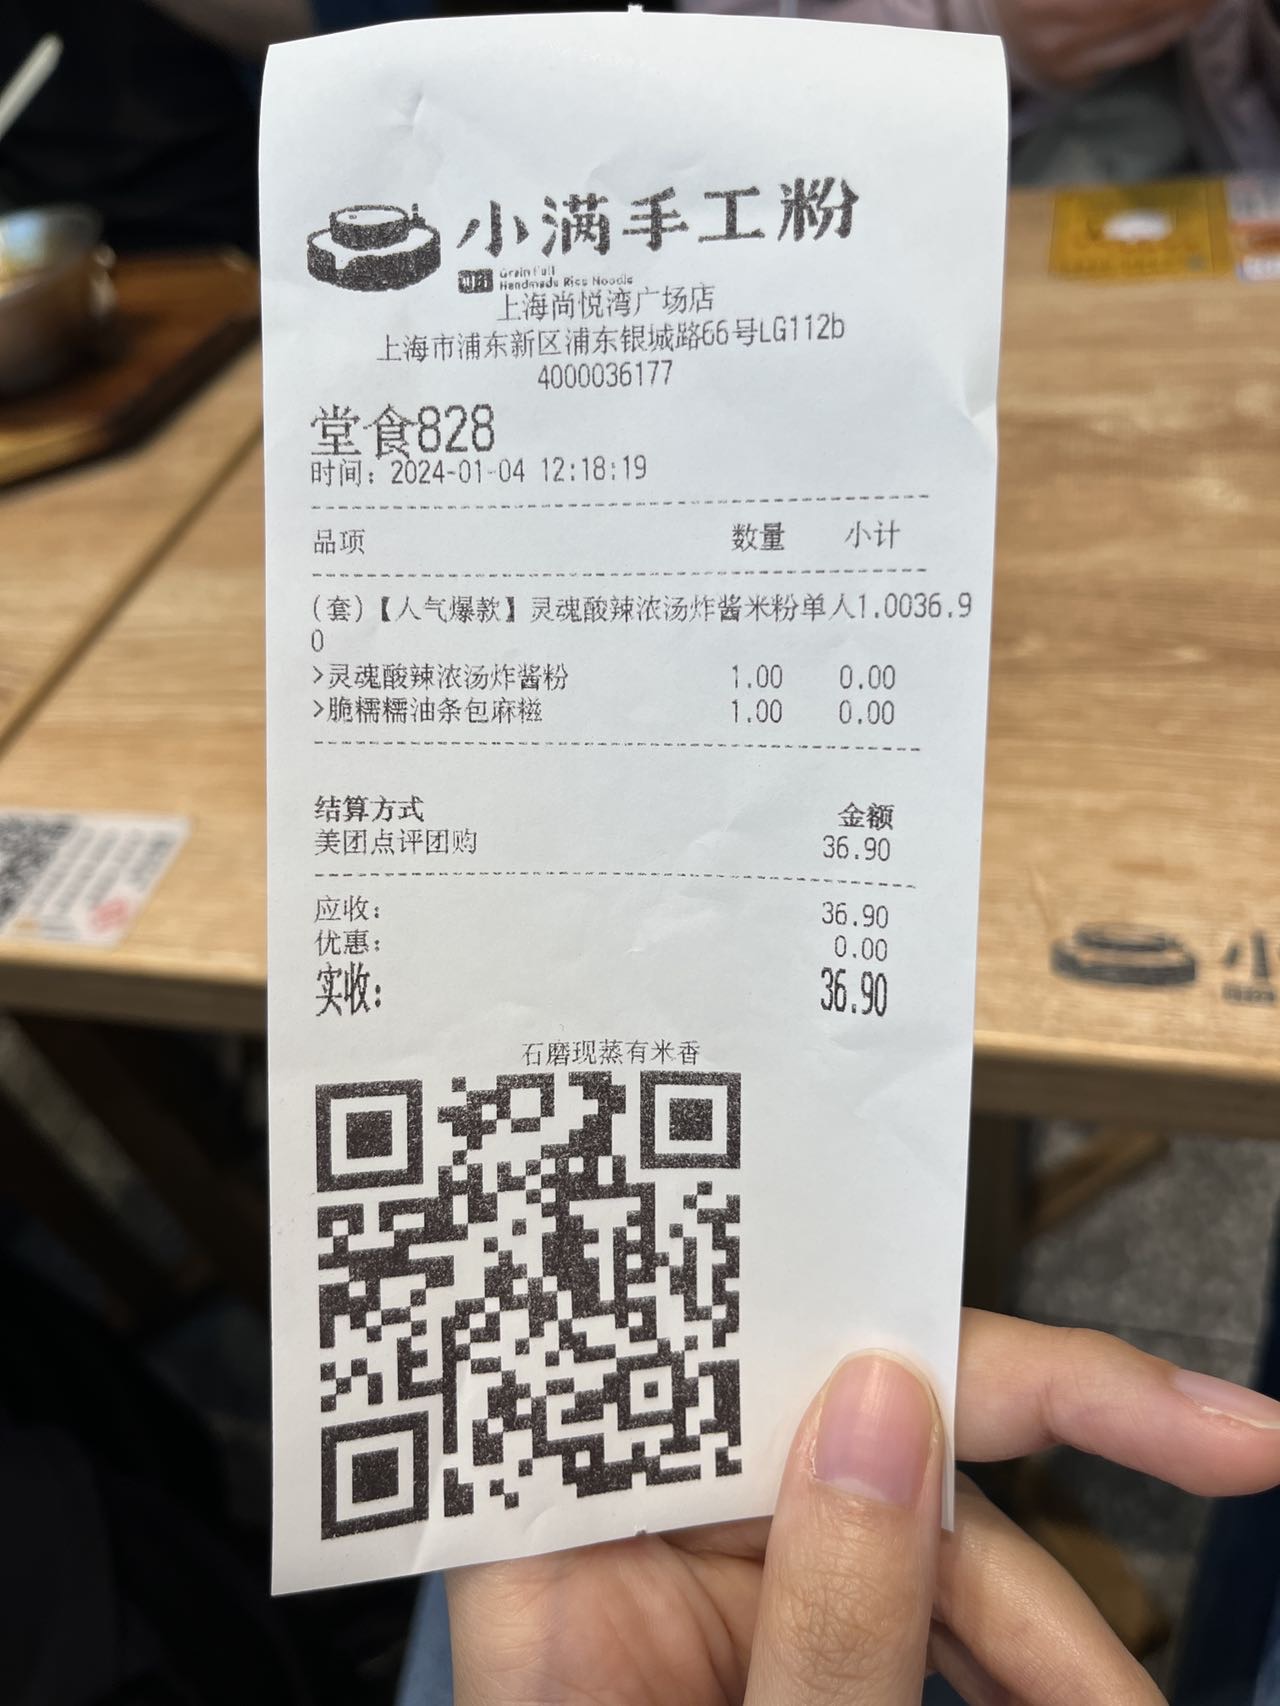 小满手工粉
Grain Full
Handmade Rice Noodle
上海尚悦湾广场店
上海市浦东新区浦东银城路66号LG112b
4000036177
堂食828
时间：2024-01-04 12:18:19
品项 数量 小计
(套)【人气爆款】灵魂酸辣浓汤炸酱米粉单人1.0036.9
0
>灵魂酸辣浓汤炸酱粉 1.00 0.00
>脆糯糯油条包麻糍 1.00 0.00
结算方式 金额
美团点评团购 36.90
应收: 36.90
优惠: 0.00
实收: 36.90
石磨现蒸有米香
小